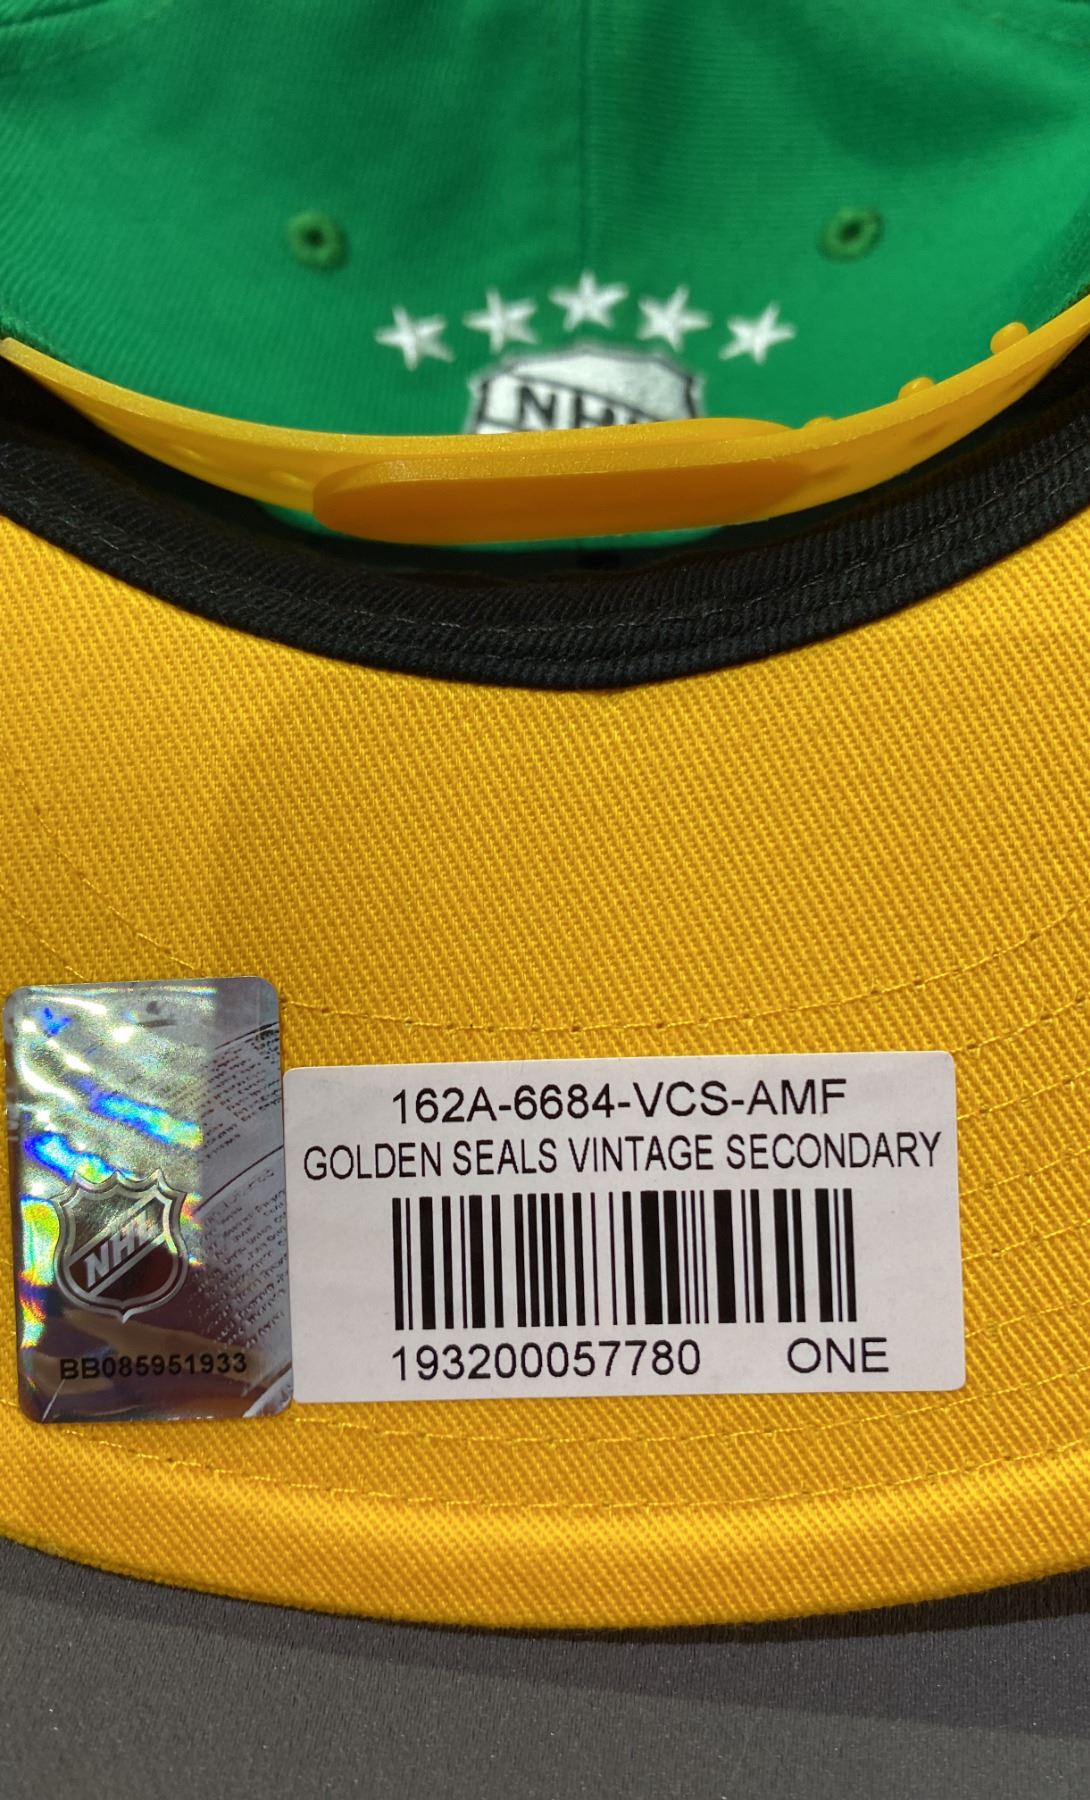 NHL
162A-6684-VCS-AMF
GOLDEN SEALS VINTAGE SECONDARY
193200057780 ONE
NHL
BB085951933